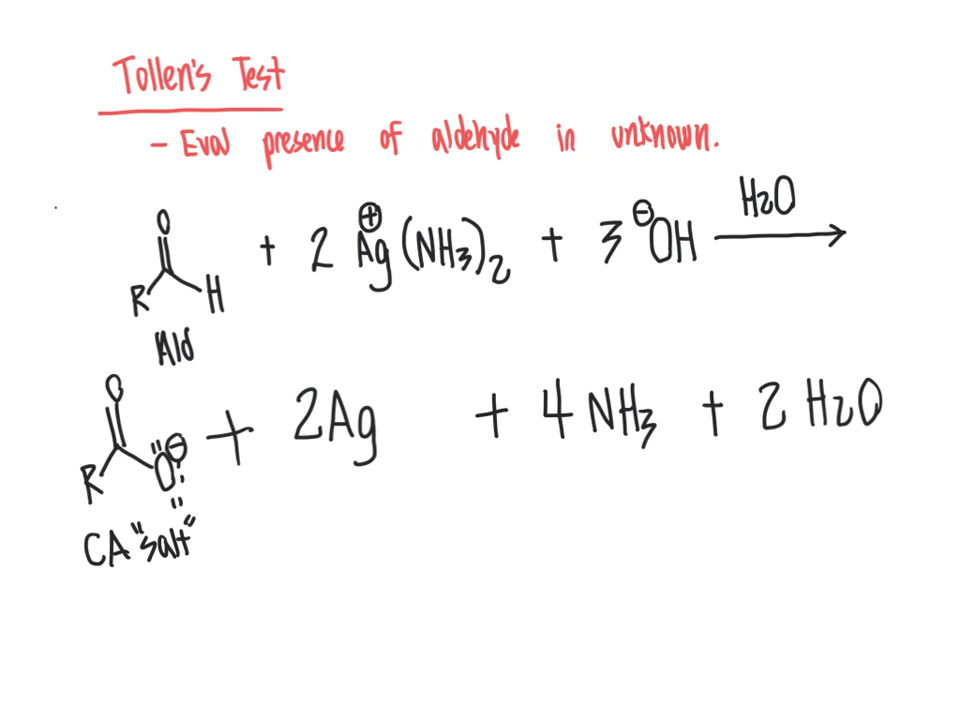 Tollen's Test
- Eval presence of aldehyde in unknown.
O
R H + 2 Ag⊕(NH3)2 + 3 ⊖OH H2O →
Ald
O
R O⊖ + 2Ag + 4 NH3 + 2 H2O
CA "salt"